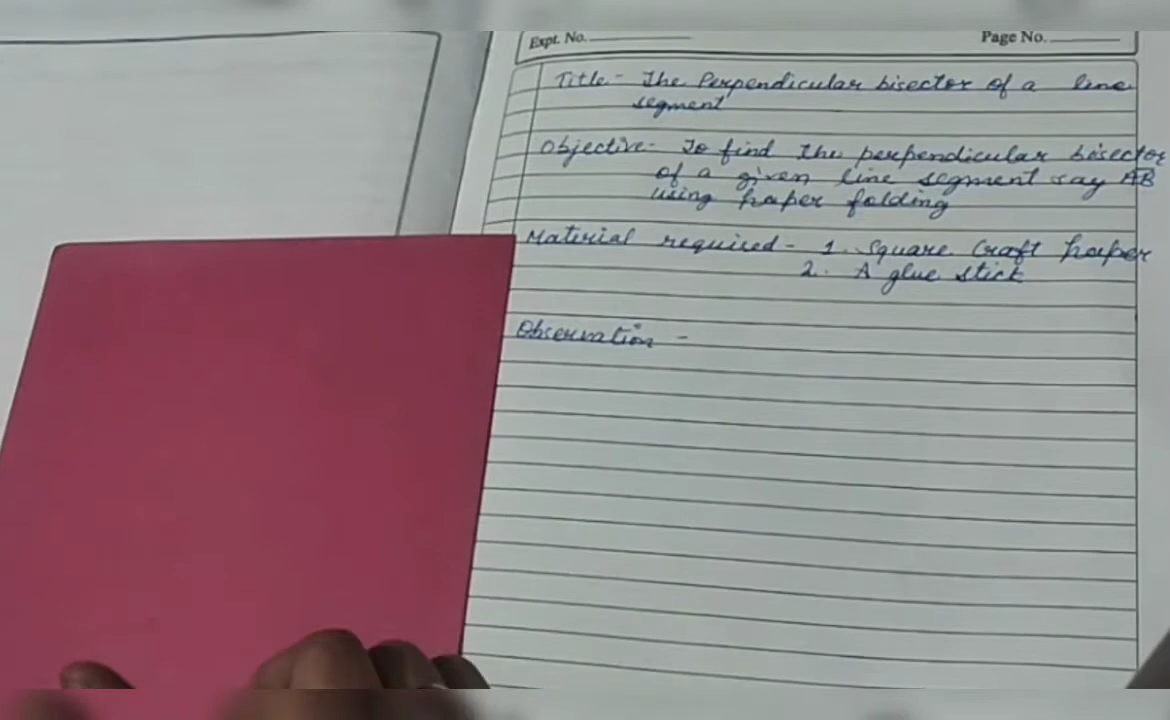 Expt. No.
Page No.
Title- The Perpendicular bisector of a line
segment
Objective- To find the perpendicular bisector
of a given line segment say AB
using paper folding
Material required- 1. Square Craft paper
2. A glue stick
Observation -